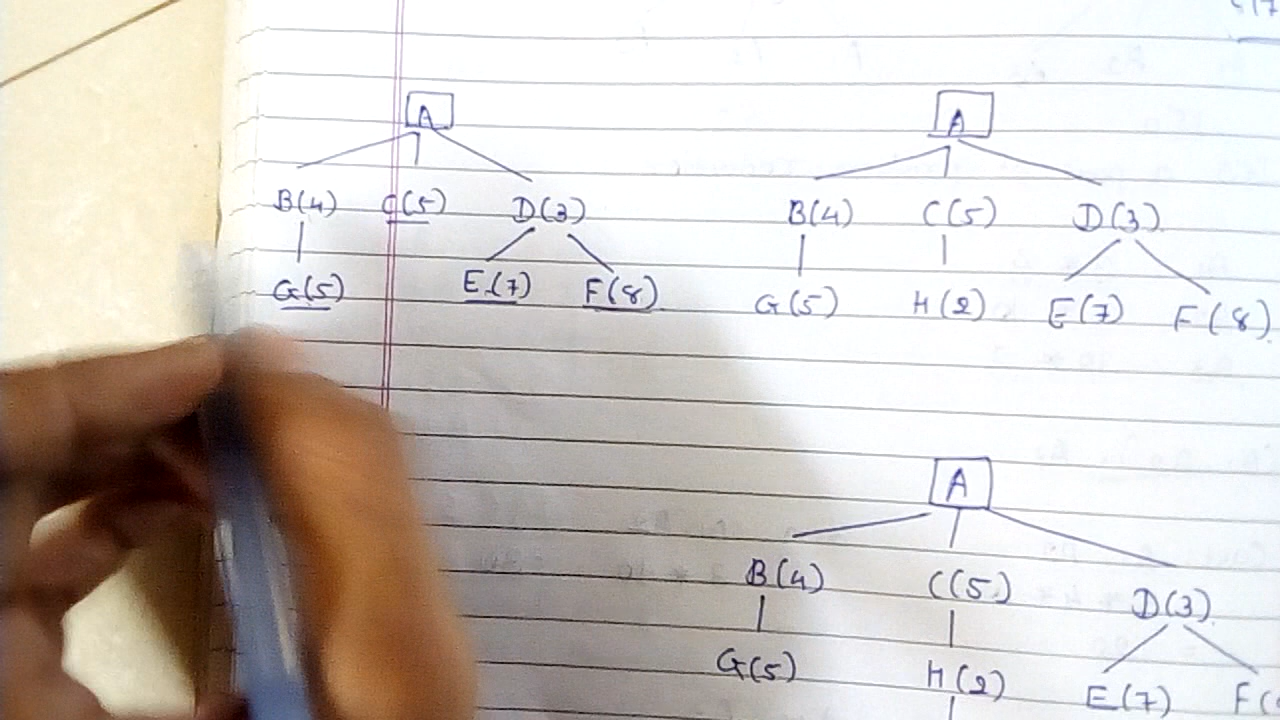 A
B(4) C(5) D(3)
G(5) E(7) F(8)
A
B(4) C(5) D(3)
G(5) H(2) E(7) F(8)
A
B(4) C(5) D(3)
G(5) H(2) E(7) F(